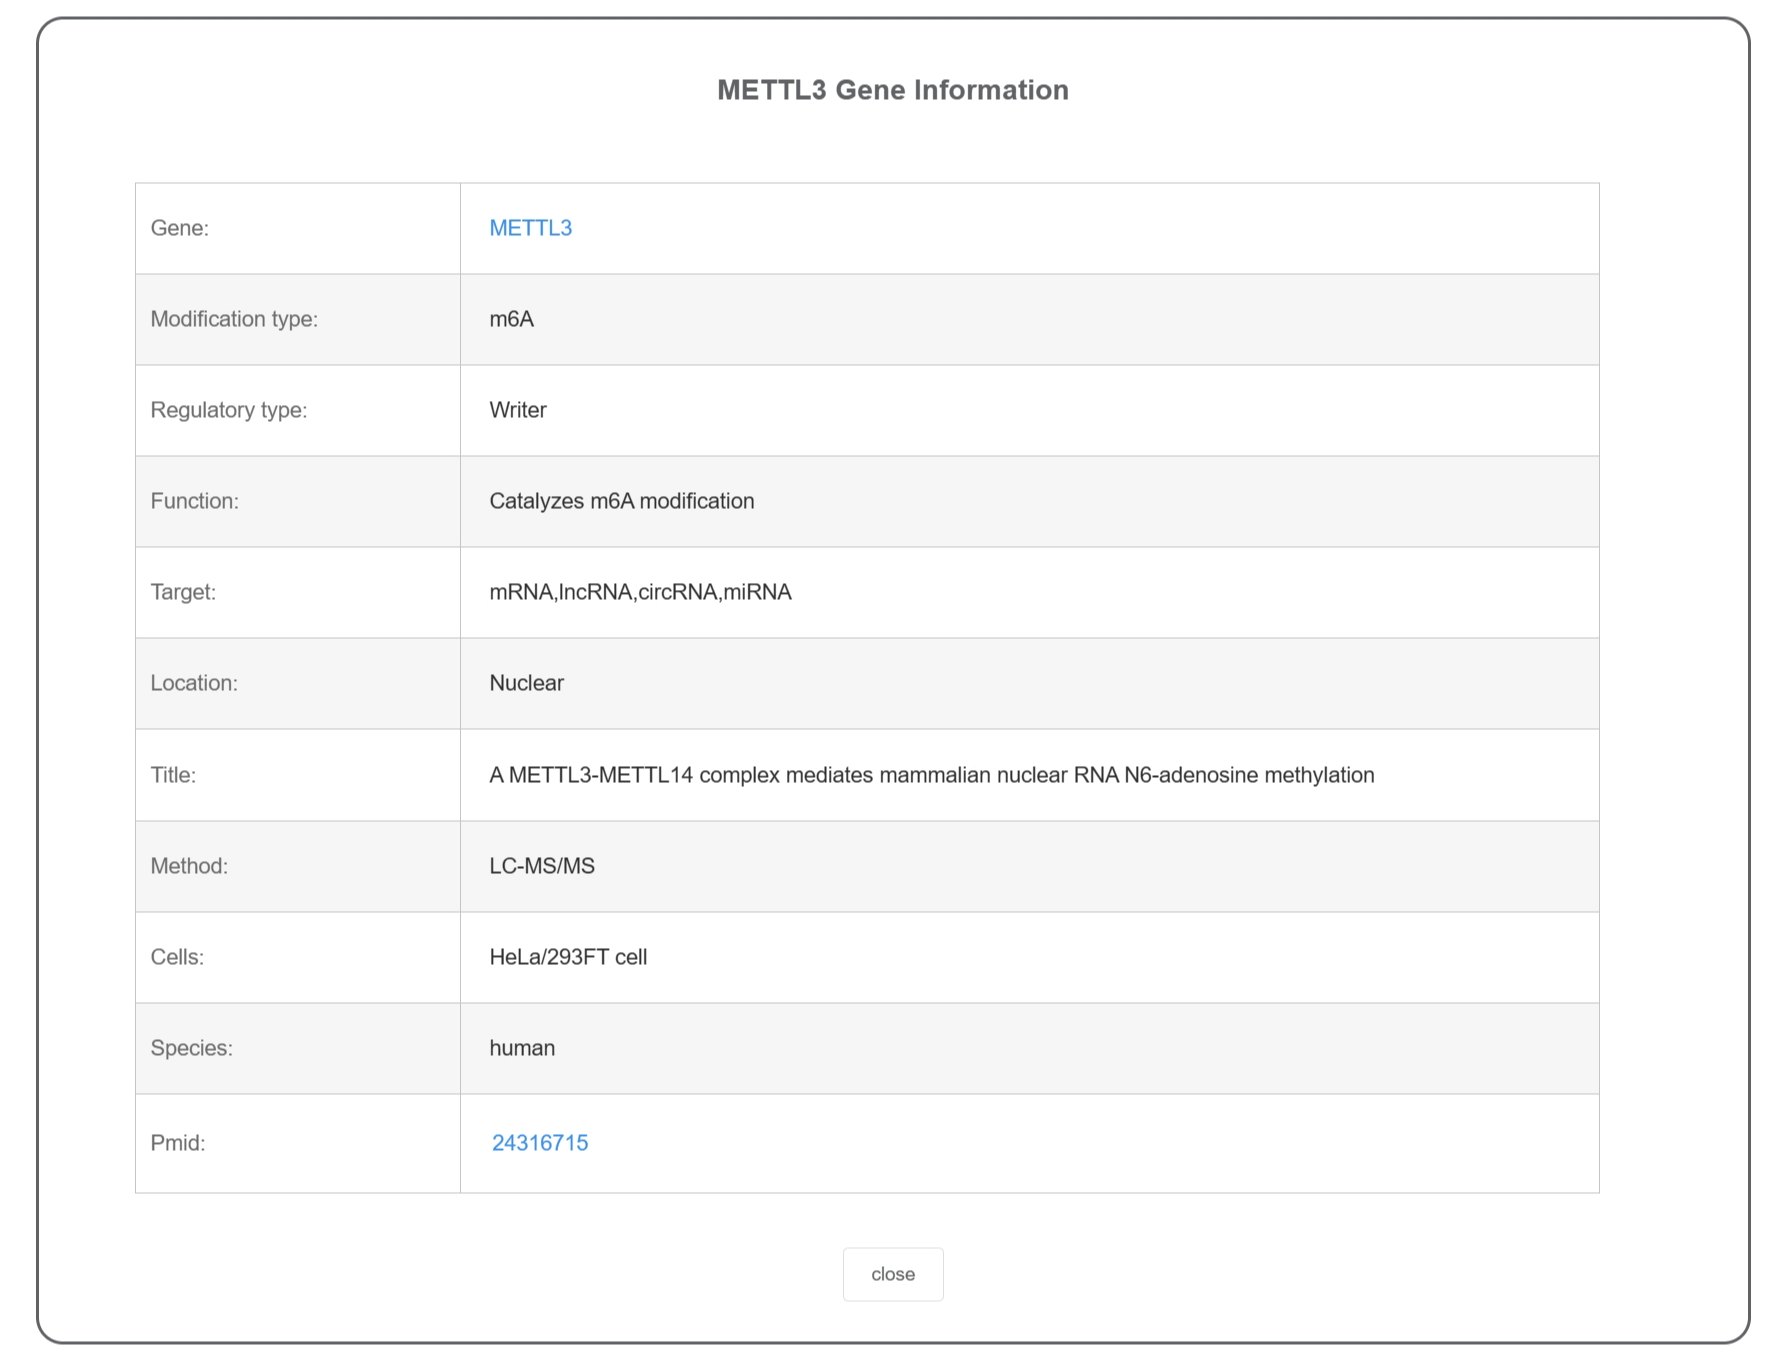 METTL3 Gene Information
Gene: METTL3
Modification type: m6A
Regulatory type: Writer
Function: Catalyzes m6A modification
Target: mRNA,lncRNA,circRNA,miRNA
Location: Nuclear
Title: A METTL3-METTL14 complex mediates mammalian nuclear RNA N6-adenosine methylation
Method: LC-MS/MS
Cells: HeLa/293FT cell
Species: human
Pmid: 24316715
close